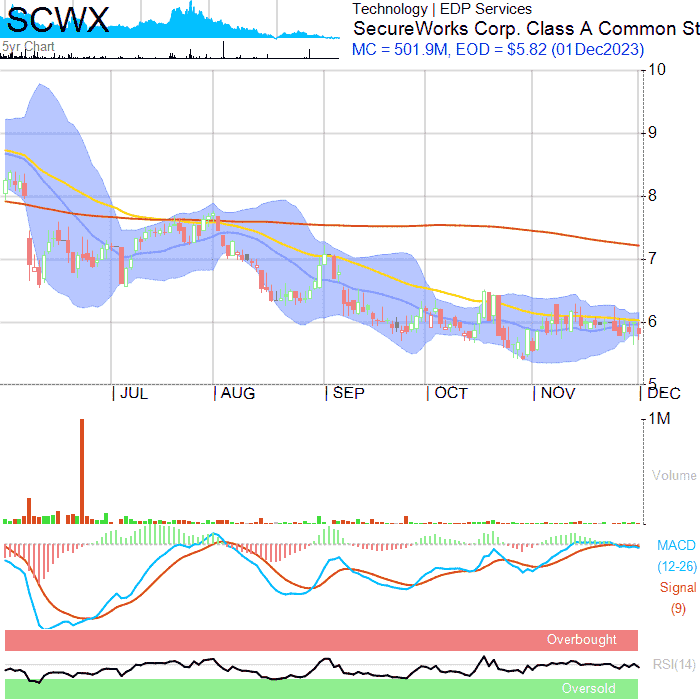 SCWX
Technology | EDP Services
SecureWorks Corp. Class A Common St
5yr Chart
MC = 501.9M, EOD = $5.82 (01Dec2023)
10
9
8
7
6
5
JUL AUG SEP OCT NOV DEC
1M
Volume
MACD
(12-26)
Signal
(9)
Overbought
RSI(14)
Oversold